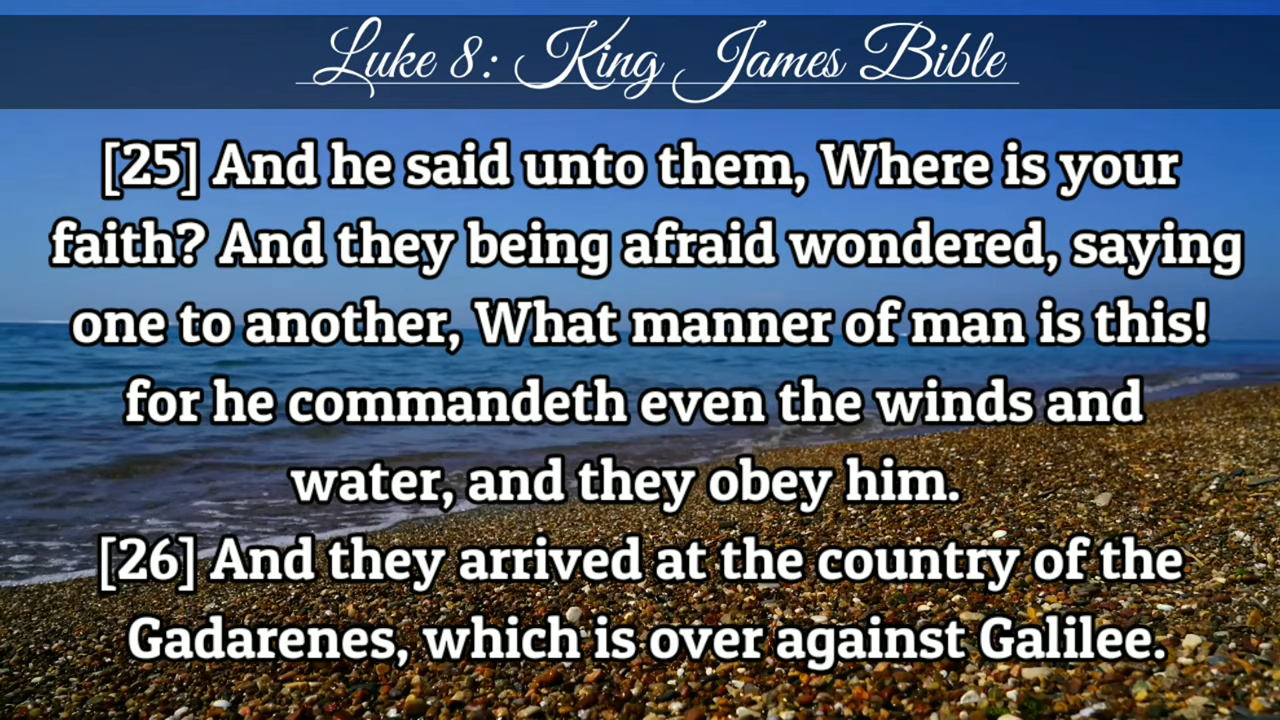 Luke 8: King James Bible
[25] And he said unto them, Where is your
faith? And they being afraid wondered, saying
one to another, What manner of man is this!
for he commandeth even the winds and
water, and they obey him.
[26] And they arrived at the country of the
Gadarenes, which is over against Galilee.